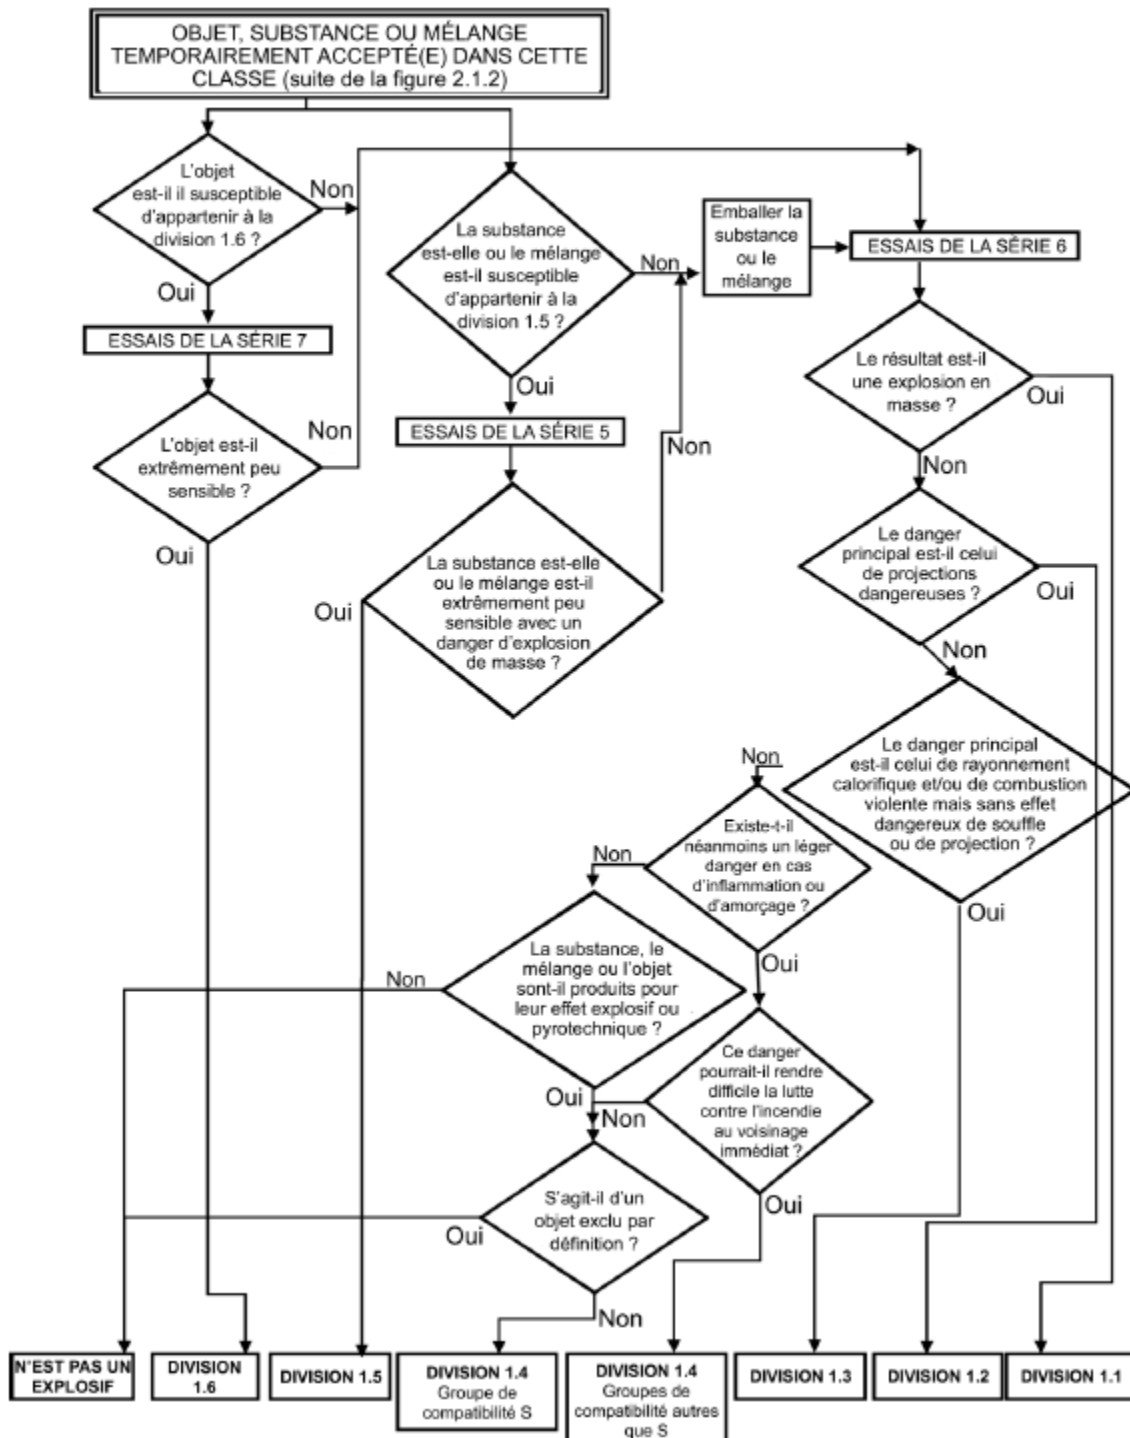 OBJET, SUBSTANCE OU MÉLANGE
TEMPORAIREMENT ACCEPTÉ(E) DANS CETTE
CLASSE (suite de la figure 2.1.2)
L'objet
est-il il susceptible
d'appartenir à la
division 1.6 ?
Non
Oui
ESSAIS DE LA SÉRIE 7
L'objet est-il
extrêmement peu
sensible ?
Non
Oui
La substance
est-elle ou le mélange
est-il susceptible
d'appartenir à la
division 1.5 ?
Non
Oui
ESSAIS DE LA SÉRIE 5
Non
La substance est-elle
ou le mélange est-il
extrêmement peu
sensible avec un
danger d'explosion
de masse ?
Oui
Emballer la
substance
ou le
mélange
ESSAIS DE LA SÉRIE 6
Le résultat est-il
une explosion en
masse ?
Oui
Non
Le danger
principal est-il celui
de projections
dangereuses ?
Oui
Non
Le danger principal
est-il celui de rayonnement
calorifique et/ou de combustion
violente mais sans effet
dangereux de souffle
ou de projection ?
Non
Oui
Existe-t-il
néanmoins un léger
danger en cas
d'inflammation ou
d'amorçage ?
Non
Oui
La substance, le
mélange ou l'objet
sont-il produits pour
leur effet explosif ou
pyrotechnique ?
Non
Oui
Ce danger
pourrait-il rendre
difficile la lutte
contre l'incendie
au voisinage
immédiat ?
Non
Oui
S'agit-il d'un
objet exclu par
définition ?
Oui
Non
N'EST PAS UN
EXPLOSIF
DIVISION
1.6
DIVISION 1.5
DIVISION 1.4
Groupe de
compatibilité S
DIVISION 1.4
Groupes de
compatibilité autres
que S
DIVISION 1.3
DIVISION 1.2
DIVISION 1.1